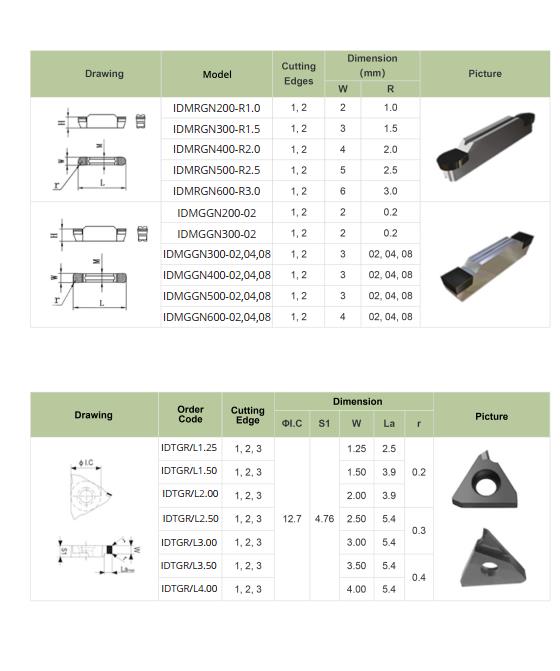 Drawing Model Cutting Edges Dimension (mm) Picture
W R
H
M
W
r L
IDMRGN200-R1.0 1, 2 2 1.0
IDMRGN300-R1.5 1, 2 3 1.5
IDMRGN400-R2.0 1, 2 4 2.0
IDMRGN500-R2.5 1, 2 5 2.5
IDMRGN600-R3.0 1, 2 6 3.0
H
M
W
r L
IDMGGN200-02 1, 2 2 0.2
IDMGGN300-02 1, 2 2 0.2
IDMGGN300-02,04,08 1, 2 3 02, 04, 08
IDMGGN400-02,04,08 1, 2 3 02, 04, 08
IDMGGN500-02,04,08 1, 2 3 02, 04, 08
IDMGGN600-02,04,08 1, 2 4 02, 04, 08
Drawing Order Code Cutting Edge Dimension Picture
ΦI.C S1 W La r
Φ I.C
S1 W
La
IDTGR/L1.25 1, 2, 3 12.7 4.76 1.25 2.5 0.2
IDTGR/L1.50 1, 2, 3 1.50 3.9
IDTGR/L2.00 1, 2, 3 2.00 3.9
IDTGR/L2.50 1, 2, 3 2.50 5.4 0.3
IDTGR/L3.00 1, 2, 3 3.00 5.4
IDTGR/L3.50 1, 2, 3 3.50 5.4 0.4
IDTGR/L4.00 1, 2, 3 4.00 5.4